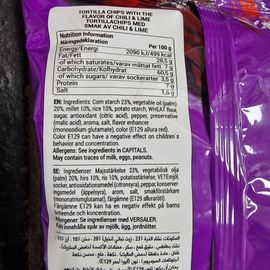 TORTILLA CHIPS WITH THE
FLAVOR OF CHILI & LIME
TORTILLACHIPS MED
SMAK AV CHILI & LIME
Nutrition Information
Näringsdeklaration
Per 100 g
Energy/Energi 2090 kJ/499 kcal
Fat/Fett 28,5 g
-of which saturates/varav mättat fett
Carbohydrate/Kolhydrat 60,5 g
-of which sugars/ varav sockerarter 3,5 g
Protein 7 g
Salt 1,6 g
EN: Ingredients: Corn starch 23%, vegetable oil (palm)
20%, millet 10%, rice 10%, potato starch, WHEAT flour,
sugar, antioxidant (citric acid), pepper, preservative
(malic acid), aroma, salt, flavor enhancer
(monosodium glutamate), color (E129 allura red).
Color E129 can have a negative effect on children's
behavior and concentration.
Allergens: See ingredients in CAPITALS.
May contain traces of milk, eggs, peanuts.
SE: Ingredienser: Majsstärkelse 23%, vegetabilisk olja
(palm) 20%, hirs 10%, ris 10%, potatisstärkelse, VETEmjöl,
socker, antioxidationsmedel (citronsyra), peppar, konserver-
ingsmedel (äppelsyra), arom, salt, smakförstärkare
(mononatriumglutamat), färgämne (E129 allurarött).
Färgämne E129 kan ha en negativ effekt på barns
beteende och koncentration.
Allergener: Se ingredienser med VERSALER.
Kan innehålla spår av mjölk, ägg, jordnötter.